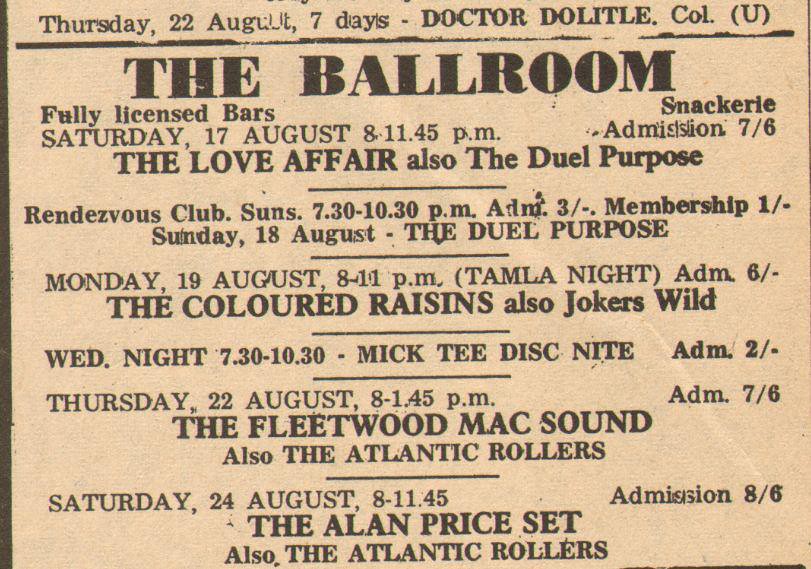 Thursday, 22 August, 7 days - DOCTOR DOLITLE. Col. (U)
THE BALLROOM
Fully licensed Bars Snackerie
SATURDAY, 17 AUGUST 8-11.45 p.m. Admission 7/6
THE LOVE AFFAIR also The Duel Purpose
Rendezvous Club. Suns. 7.30-10.30 p.m. Adm. 3/-. Membership 1/-
Sunday, 18 August - THE DUEL PURPOSE
MONDAY, 19 AUGUST, 8-11 p.m. (TAMLA NIGHT) Adm. 6/-
THE COLOURED RAISINS also Jokers Wild
WED. NIGHT 7.30-10.30 - MICK TEE DISC NITE Adm. 2/-
THURSDAY, 22 AUGUST, 8-1.45 p.m. Adm. 7/6
THE FLEETWOOD MAC SOUND
Also THE ATLANTIC ROLLERS
SATURDAY, 24 AUGUST, 8-11.45 Admission 8/6
THE ALAN PRICE SET
Also THE ATLANTIC ROLLERS